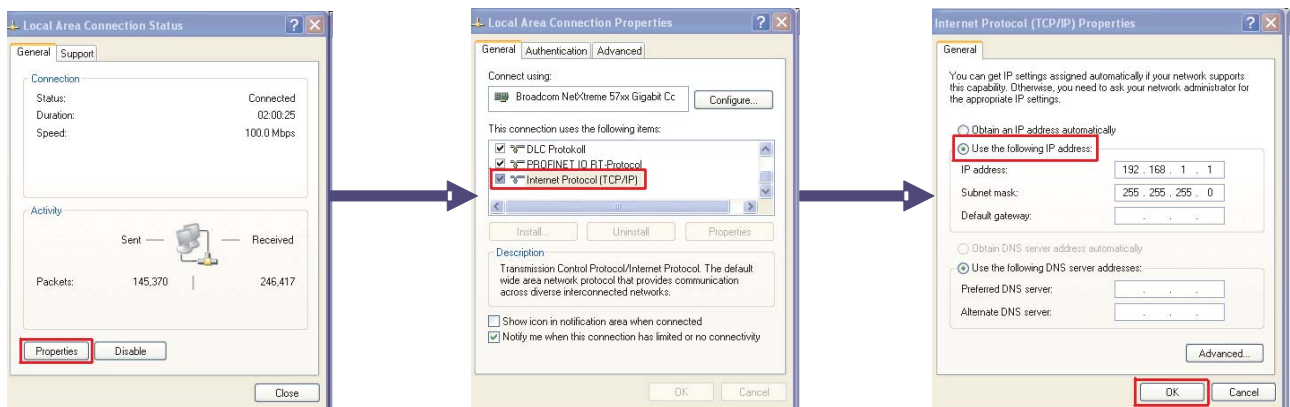 Local Area Connection Status
General Support
Connection
Status: Connected
Duration: 02:00:25
Speed: 100.0 Mbps
Activity
Sent — — Received
Packets: 145,370 | 246,417
Properties Disable
Close
Local Area Connection Properties
General Authentication Advanced
Connect using:
Broadcom NetXtreme 57xx Gigabit Cc Configure...
This connection uses the following items:
DLC Protokoll
PROFINET IO RT-Protocol
Internet Protocol (TCP/IP)
Install... Uninstall Properties
Description
Transmission Control Protocol/Internet Protocol. The default
wide area network protocol that provides communication
across diverse interconnected networks.
Show icon in notification area when connected
Notify me when this connection has limited or no connectivity
OK Cancel
Internet Protocol (TCP/IP) Properties
General
You can get IP settings assigned automatically if your network supports
this capability. Otherwise, you need to ask your network administrator for
the appropriate IP settings.
Obtain an IP address automatically
Use the following IP address:
IP address: 192 . 168 . 1 . 1
Subnet mask: 255 . 255 . 255 . 0
Default gateway: . . .
Obtain DNS server address automatically
Use the following DNS server addresses:
Preferred DNS server: . . .
Alternate DNS server: . . .
Advanced...
OK Cancel